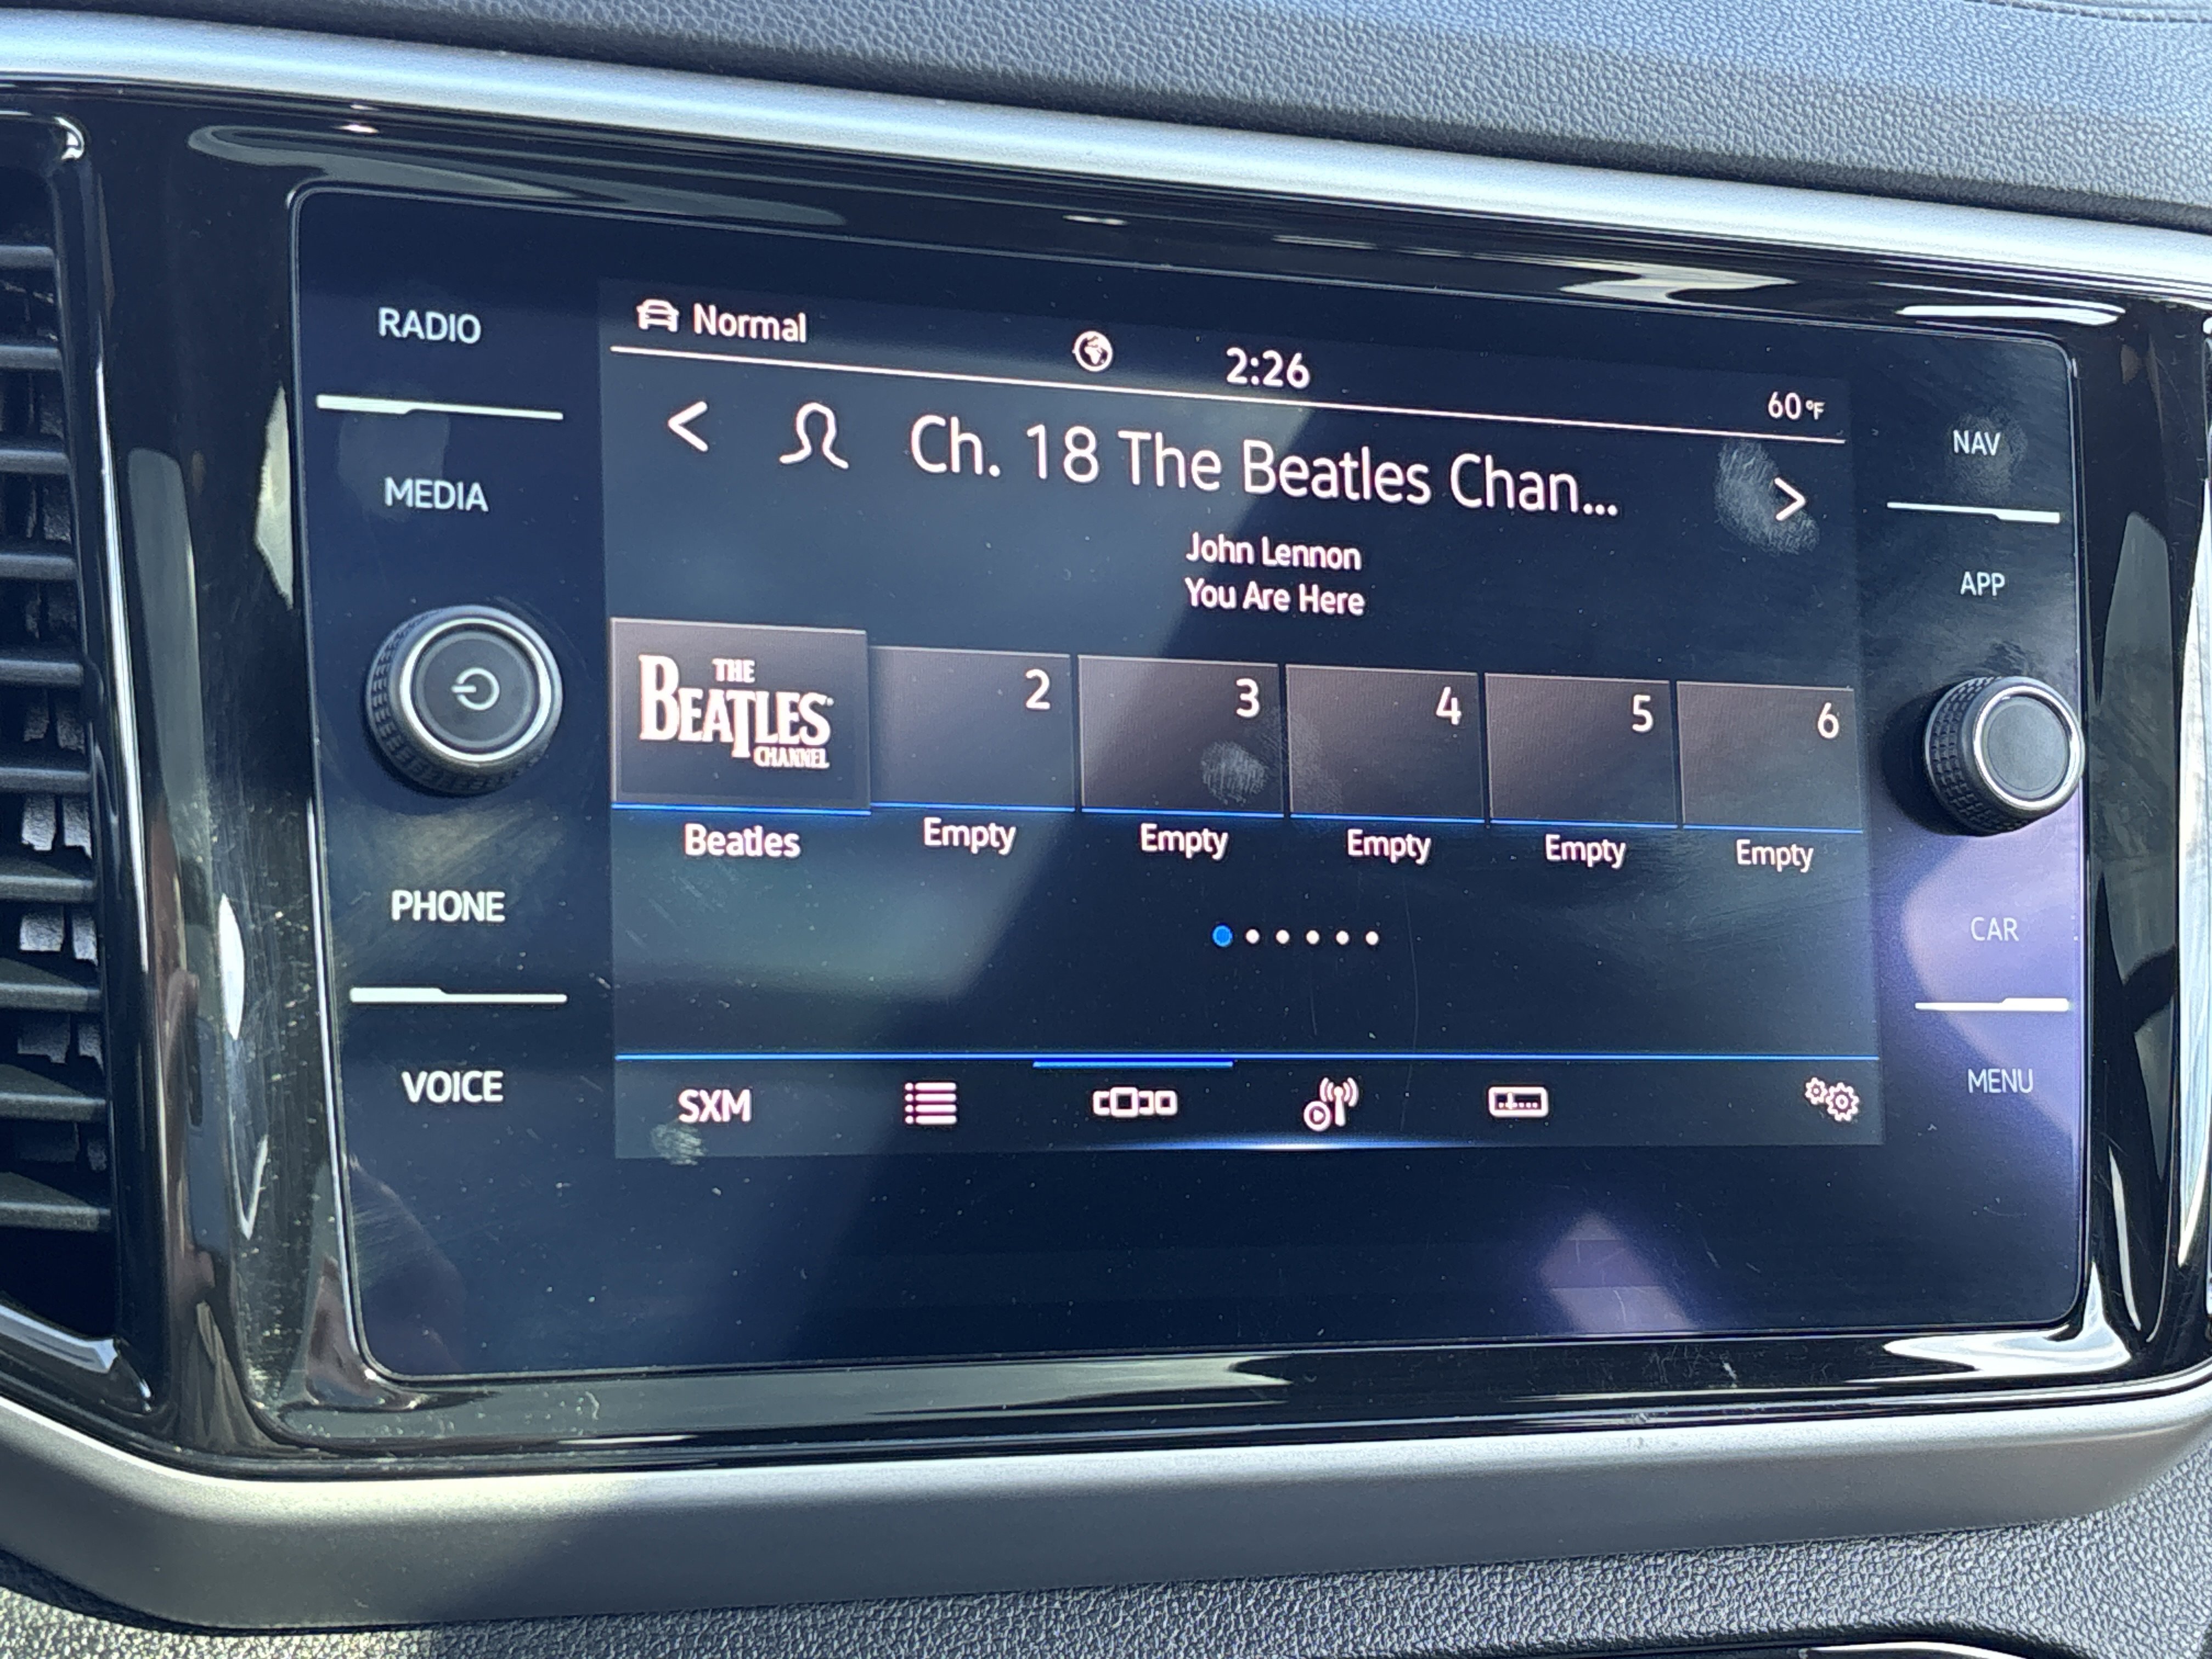 RADIO
MEDIA
PHONE
VOICE
Normal
2:26
60°F
Ch. 18 The Beatles Chan...
John Lennon
You Are Here
THE
BEATLES
CHANNEL
2
3
4
5
6
Beatles
Empty
Empty
Empty
Empty
Empty
SXM
NAV
APP
CAR
MENU